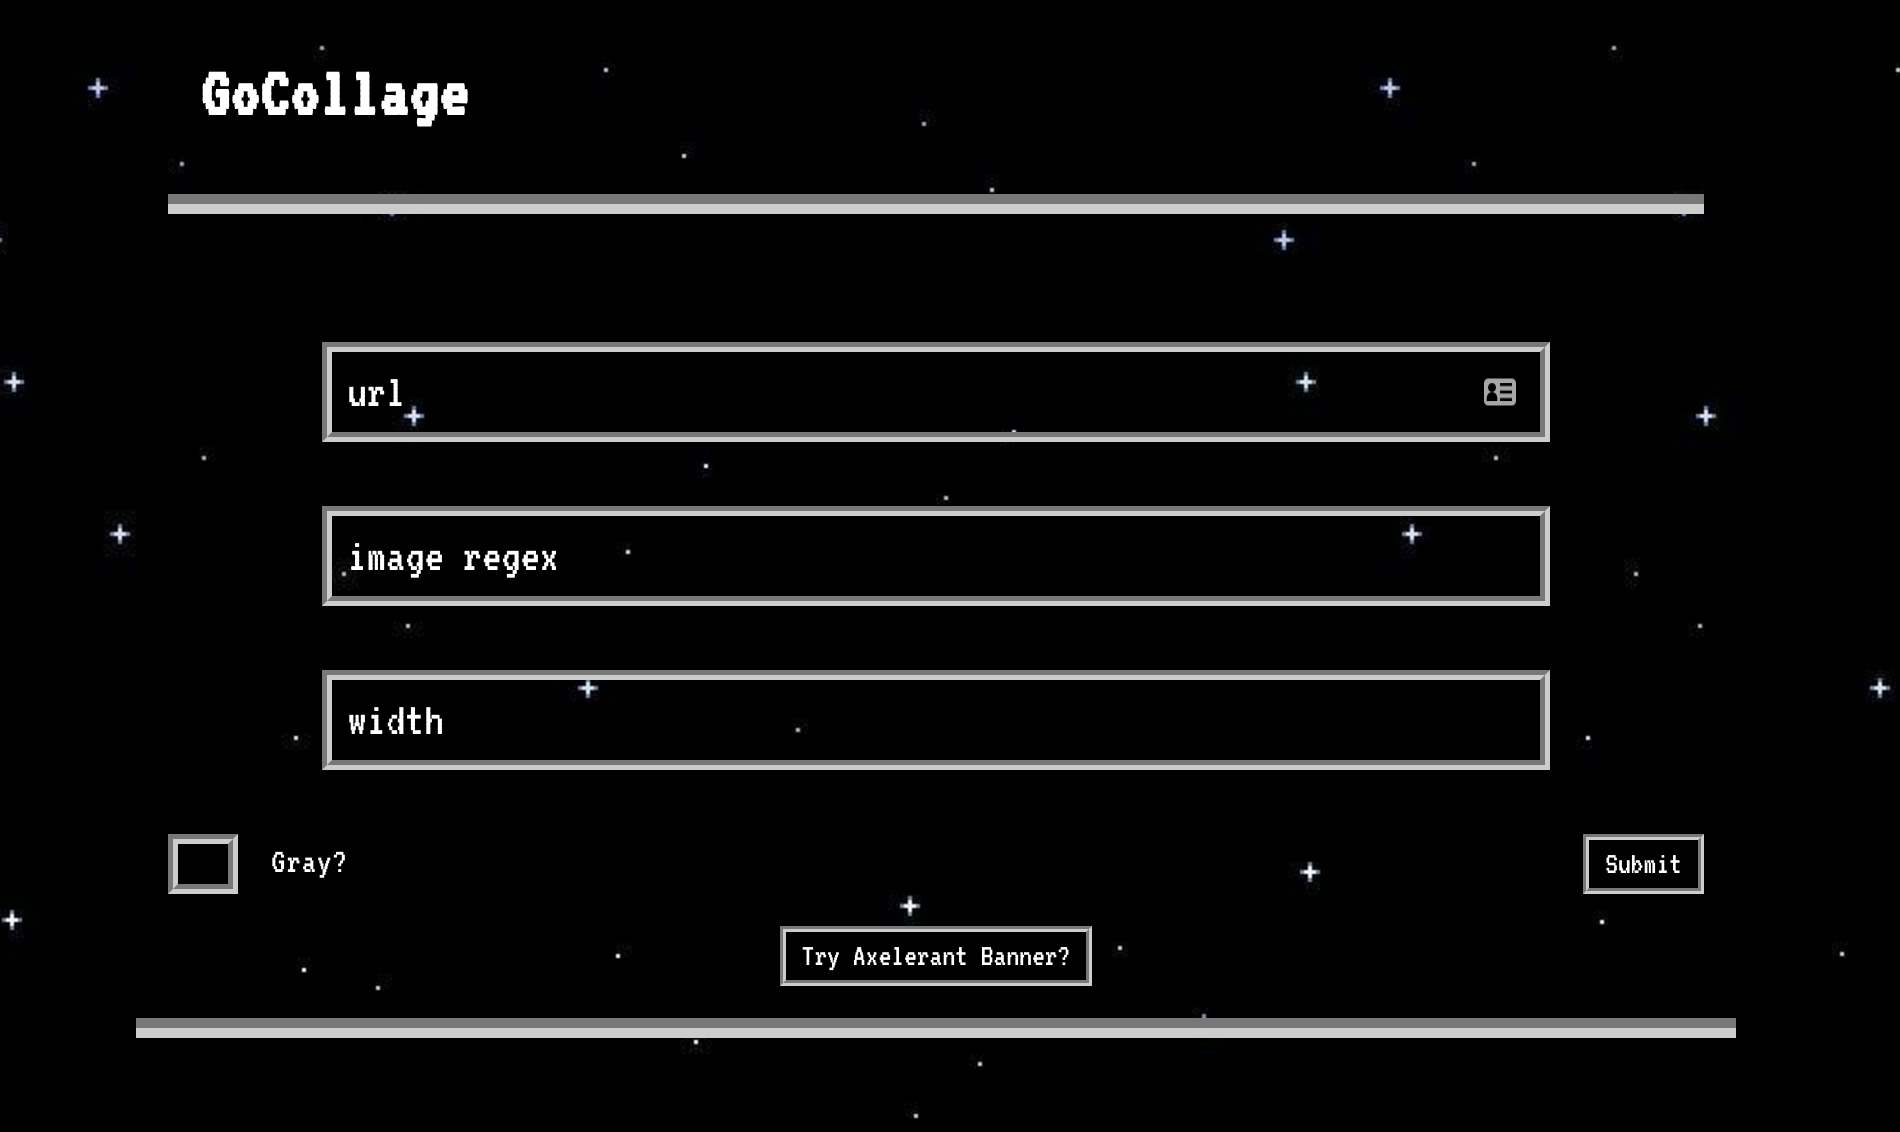 GoCollage
url
image regex
width
Gray?
Submit
Try Axelerant Banner?